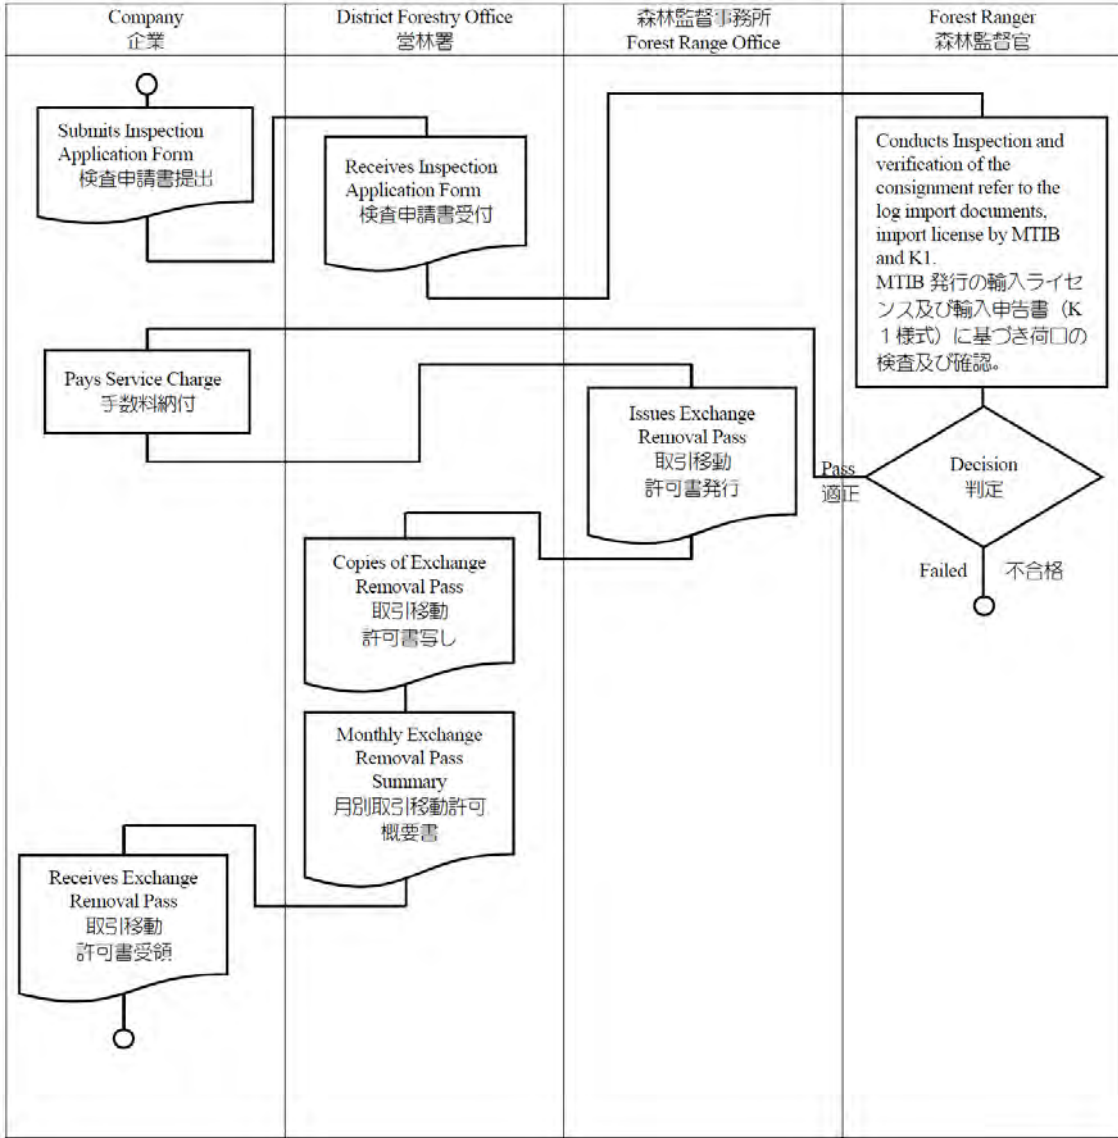 Company
企業
District Forestry Office
営林署
森林監督事務所
Forest Range Office
Forest Ranger
森林監督官
Submits Inspection
Application Form
検査申請書提出
Receives Inspection
Application Form
検査申請書受付
Conducts Inspection and
verification of the
consignment refer to the
log import documents,
import license by MTIB
and K1.
MTIB 発行の輸入ライセ
ンス及び輸入申告書（K
１様式）に基づき荷口の
検査及び確認。
Pays Service Charge
手数料納付
Issues Exchange
Removal Pass
取引移動
許可書発行
Pass
適正
Decision
判定
Failed 不合格
Copies of Exchange
Removal Pass
取引移動
許可書写し
Monthly Exchange
Removal Pass
Summary
月別取引移動許可
概要書
Receives Exchange
Removal Pass
取引移動
許可書受領